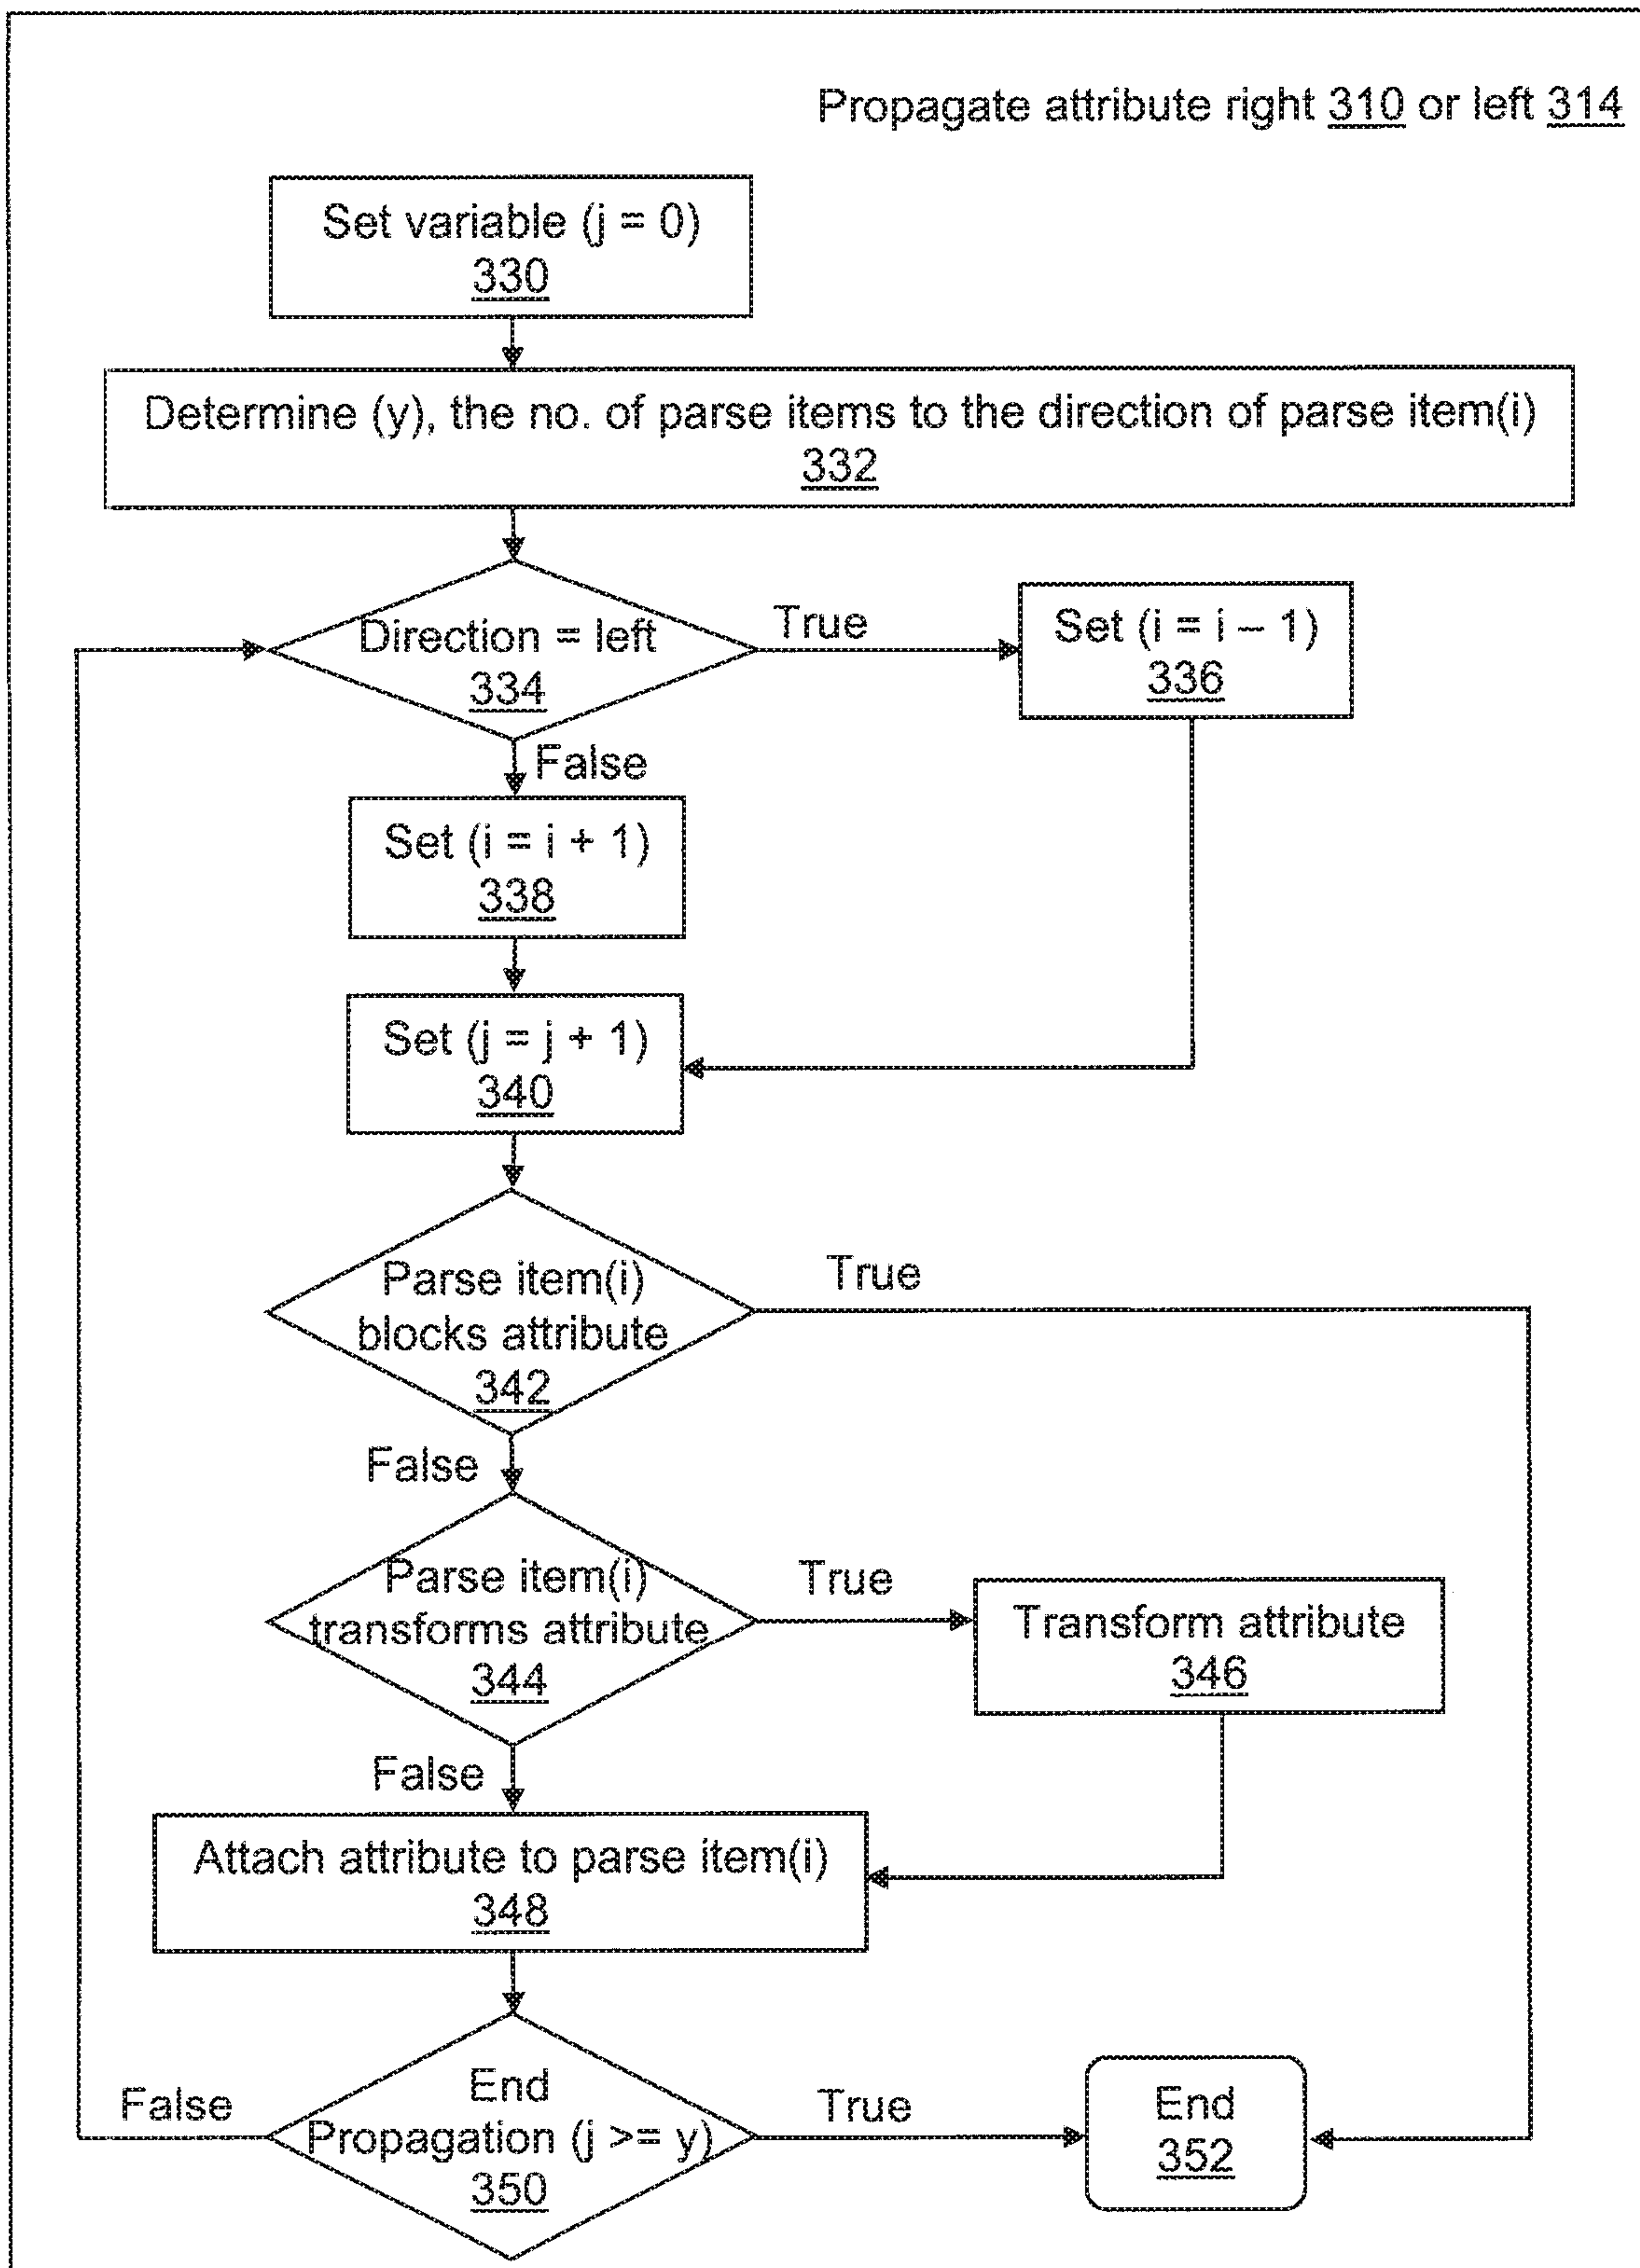 Propagate attribute right 310 or left 314
Set variable (j = 0)
330
Determine (y), the no. of parse items to the direction of parse item(i)
332
Direction = left
334
True
Set (i = i – 1)
336
False
Set (i = i + 1)
338
Set (j = j + 1)
340
Parse item(i)
blocks attribute
342
True
False
Parse item(i)
transforms attribute
344
True
Transform attribute
346
False
Attach attribute to parse item(i)
348
End
Propagation (j >= y)
350
False
True
End
352